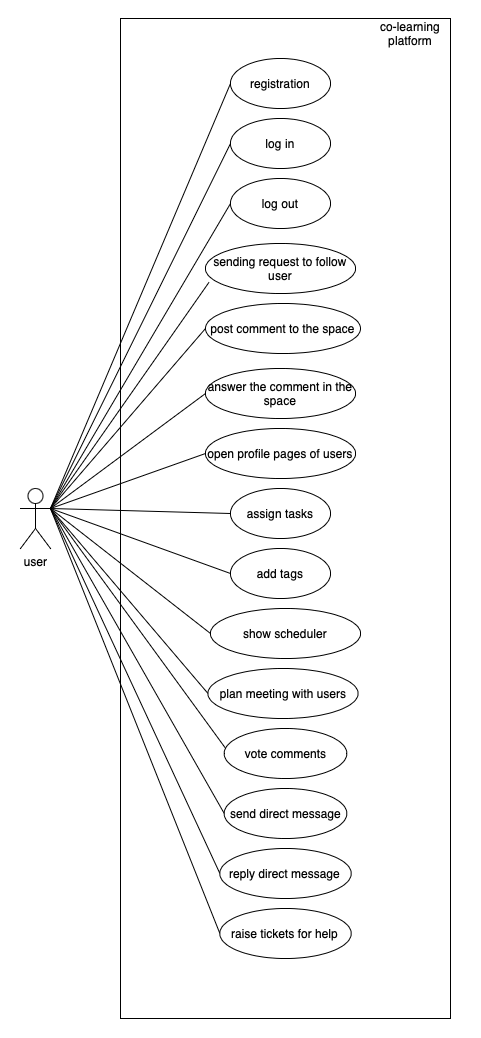 co-learning
platform
registration
log in
log out
sending request to follow
user
post comment to the space
answer the comment in the
space
open profile pages of users
assign tasks
user
add tags
show scheduler
plan meeting with users
vote comments
send direct message
reply direct message
raise tickets for help